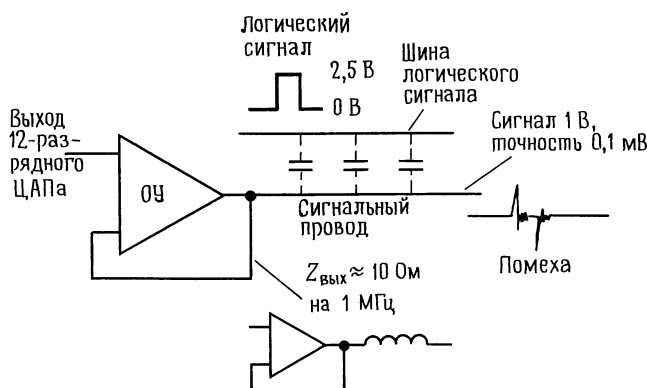 Логический
сигнал
2,5 В
0 В
Шина
логического
сигнала
Выход
12-раз-
рядного
ЦАПа
ОУ
Сигнал 1 В,
точность 0,1 мВ
Сигнальный
провод
Помеха
Zвых ≈ 10 Ом
на 1 МГц